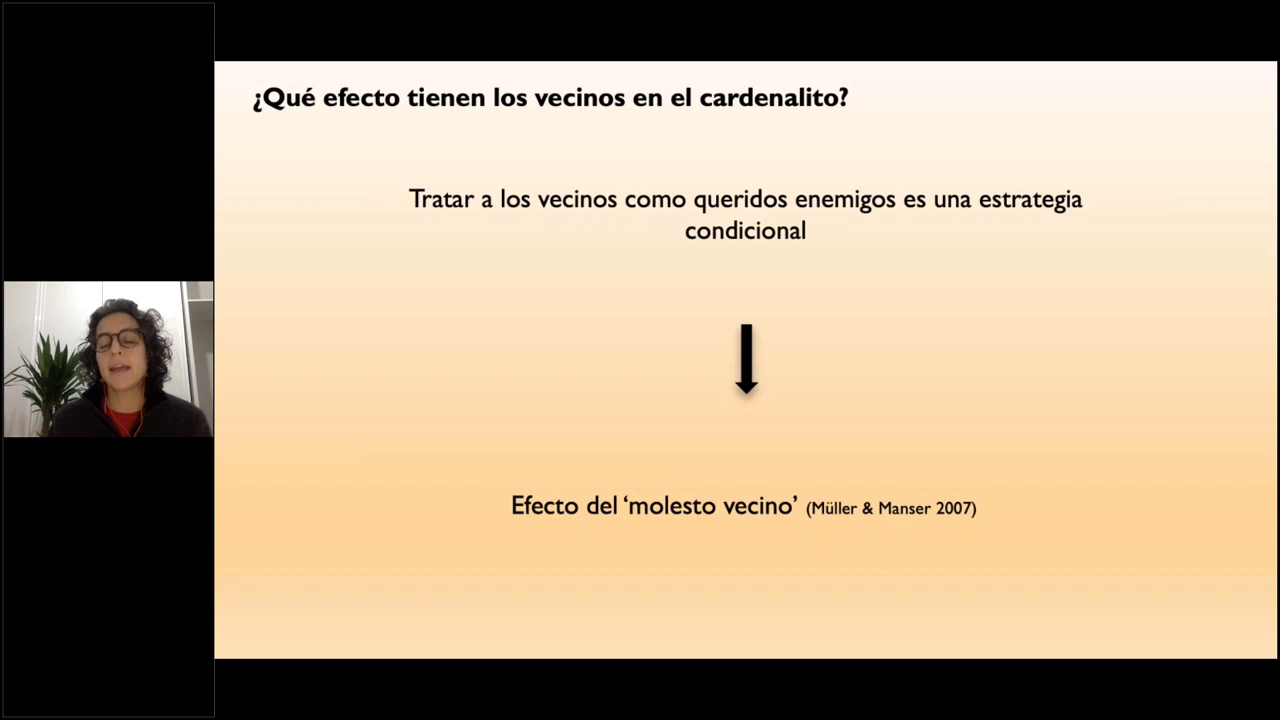 ¿Qué efecto tienen los vecinos en el cardenalito?
Tratar a los vecinos como queridos enemigos es una estrategia
condicional
Efecto del ‘molesto vecino’ (Müller & Manser 2007)